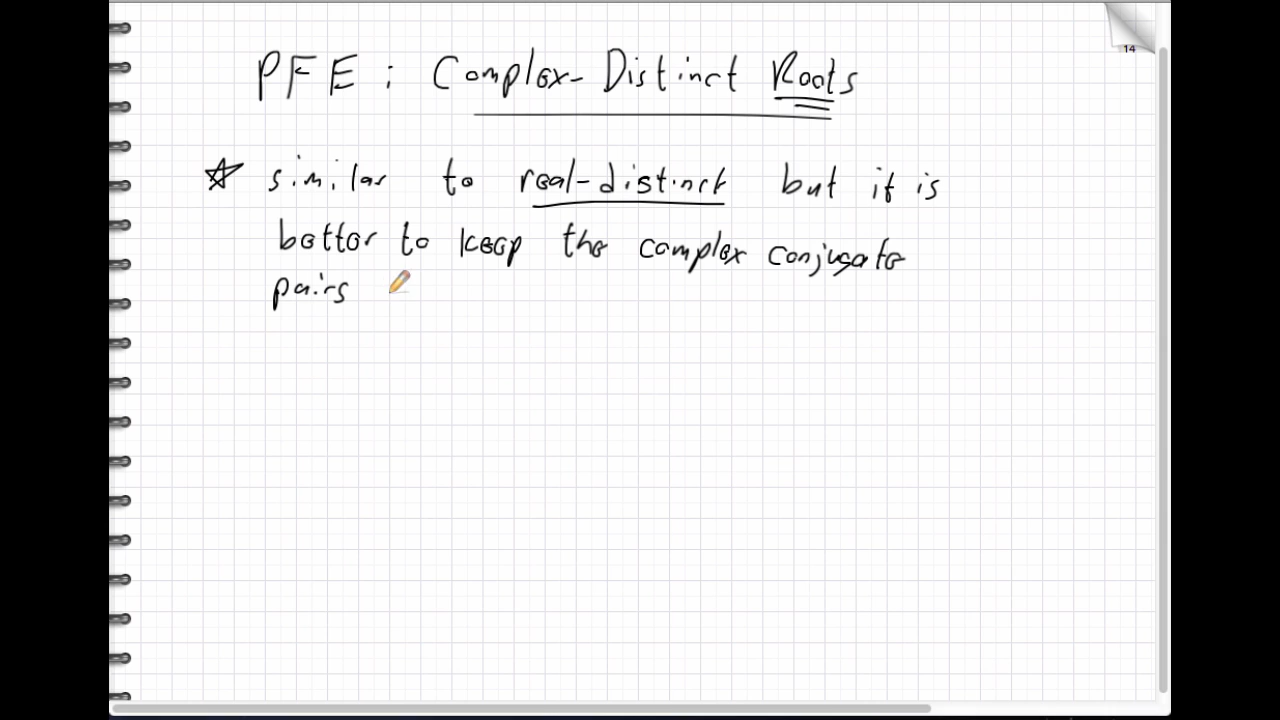 14
PFE : Complex-Distinct Roots
☆ similar to real-distinct but it is
better to keep the complex conjugate
pairs